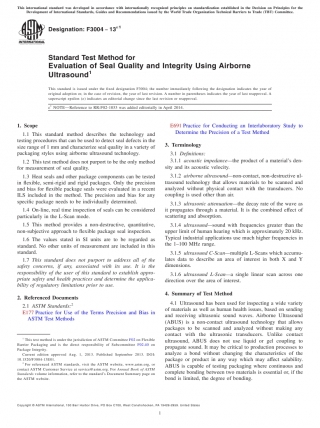 This international standard was developed in accordance with internationally recognized principles on standardization established in the Decision on Principles for the
Development of International Standards, Guides and Recommendations issued by the World Trade Organization Technical Barriers to Trade (TBT) Committee.
Designation: F3004 − 13´1
Standard Test Method for
Evaluation of Seal Quality and Integrity Using Airborne
Ultrasound1
This standard is issued under the fixed designation F3004; the number immediately following the designation indicates the year of
original adoption or, in the case of revision, the year of last revision. A number in parentheses indicates the year of last reapproval. A
superscript epsilon (´) indicates an editorial change since the last revision or reapproval.
1. Scope
1.1 This standard method describes the technology and
testing procedures that can be used to detect seal defects in the
size range of 1 mm and characterize seal quality in a variety of
packaging styles using airborne ultrasound technology.
1.2 This test method does not purport to be the only method
for measurement of seal quality.
1.3 Heat seals and other package components can be tested
in flexible, semi-rigid and rigid packages. Only the precision
and bias for flexible package seals were evaluated in a recent
ILS included in the method. The precision and bias for any
specific package needs to be individually determined.
1.4 On-line, real time inspection of seals can be considered
particularly in the L-Scan mode.
1.5 This method provides a non-destructive, quantitative,
non-subjective approach to flexible package seal inspection.
1.6 The values stated in SI units are to be regarded as
standard. No other units of measurement are included in this
standard.
1.7 This standard does not purport to address all of the
safety concerns, if any, associated with its use. It is the
responsibility of the user of this standard to establish appro-
priate safety and health practices and determine the applica-
bility of regulatory limitations prior to use.
2. Referenced Documents
2.1 ASTM Standards:2
E177 Practice for Use of the Terms Precision and Bias in
ASTM Test Methods
1 This test method is under the jurisdiction of ASTM Committee F02 on Flexible
Barrier Packaging and is the direct responsibility of Subcommittee F02.40 on
Package Integrity.
Current edition approved Aug. 1, 2013. Published September 2013. DOI:
2 For referenced ASTM standards, visit the ASTM website, www.astm.org, or
contact ASTM Customer Service at service@astm.org. For Annual Book of ASTM
Standards volume information, refer to the standard's Document Summary page on
the ASTM website.
E691 Practice for Conducting an Interlaboratory Study to
Determine the Precision of a Test Method
3. Terminology
3.1 Definitions:
3.1.1 acoustic impedance—the product of a material's den-
sity and its acoustic velocity.
3.1.2 airborne ultrasound—non-contact, non-destructive ul-
trasound technology that allows materials to be scanned and
analyzed without physical contact with the transducers. No
coupling is used other than air.
3.1.3 ultrasonic attenuation—the decay rate of the wave as
it propagates through a material. It is the combined effect of
scattering and absorption.
3.1.4 ultrasound—sound with frequencies greater than the
upper limit of human hearing which is approximately 20 kHz.
Typical industrial applications use much higher frequencies in
the 1–100 MHz range.
3.1.5 ultrasound C-Scan—multiple L-Scans which accumu-
lates data to describe an area of interest in both X and Y
dimensions.
3.1.6 ultrasound L-Scan—a single linear scan across one
direction over the area of interest.
4. Summary of Test Method
4.1 Ultrasound has been used for inspecting a wide variety
of materials as well as human health issues, based on sending
and receiving ultrasonic sound waves. Airborne Ultrasound
(ABUS) is a non-contact ultrasound technology that allows
packages to be scanned and analyzed without making any
contact with the ultrasonic transducers. Unlike contact
ultrasound, ABUS does not use liquid or gel coupling to
propagate sound. It may be critical to production processes to
analyze a bond without changing the characteristics of the
package or product in any way which may affect salability.
ABUS is capable of testing package where continuous and
complete bonding between two materials is essential or, if the
bond is limited, the degree of bonding.
1